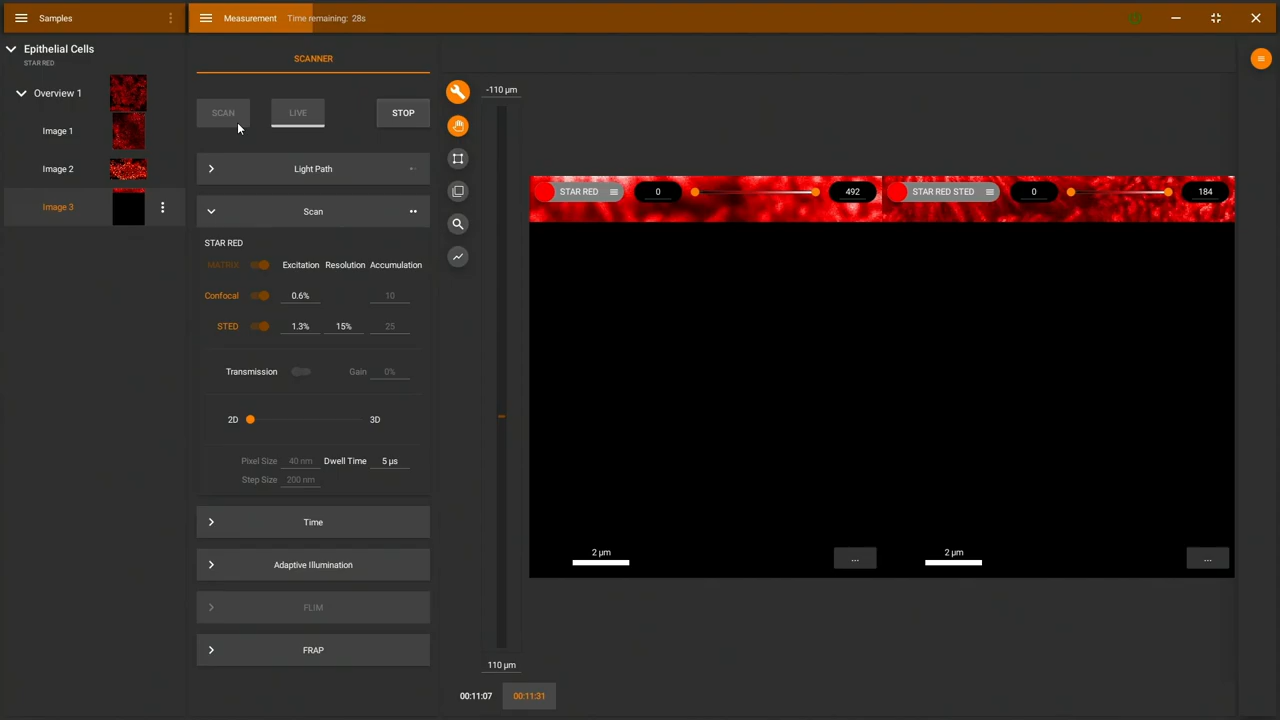 Samples
Measurement Time remaining: 28s
Epithelial Cells
STAR RED
Overview 1
Image 1
Image 2
Image 3
SCANNER
SCAN LIVE STOP
Light Path
Scan
STAR RED
MATRIX Excitation Resolution Accumulation
Confocal 0.6% 10
STED 1.3% 15% 25
Transmission Gain 0%
2D 3D
Pixel Size 40 nm Dwell Time 5 µs
Step Size 200 nm
Time
Adaptive Illumination
FLIM
FRAP
-110 µm
110 µm
00:11:07 00:11:31
STAR RED 0 492
2 µm ...
STAR RED STED 0 184
2 µm ...